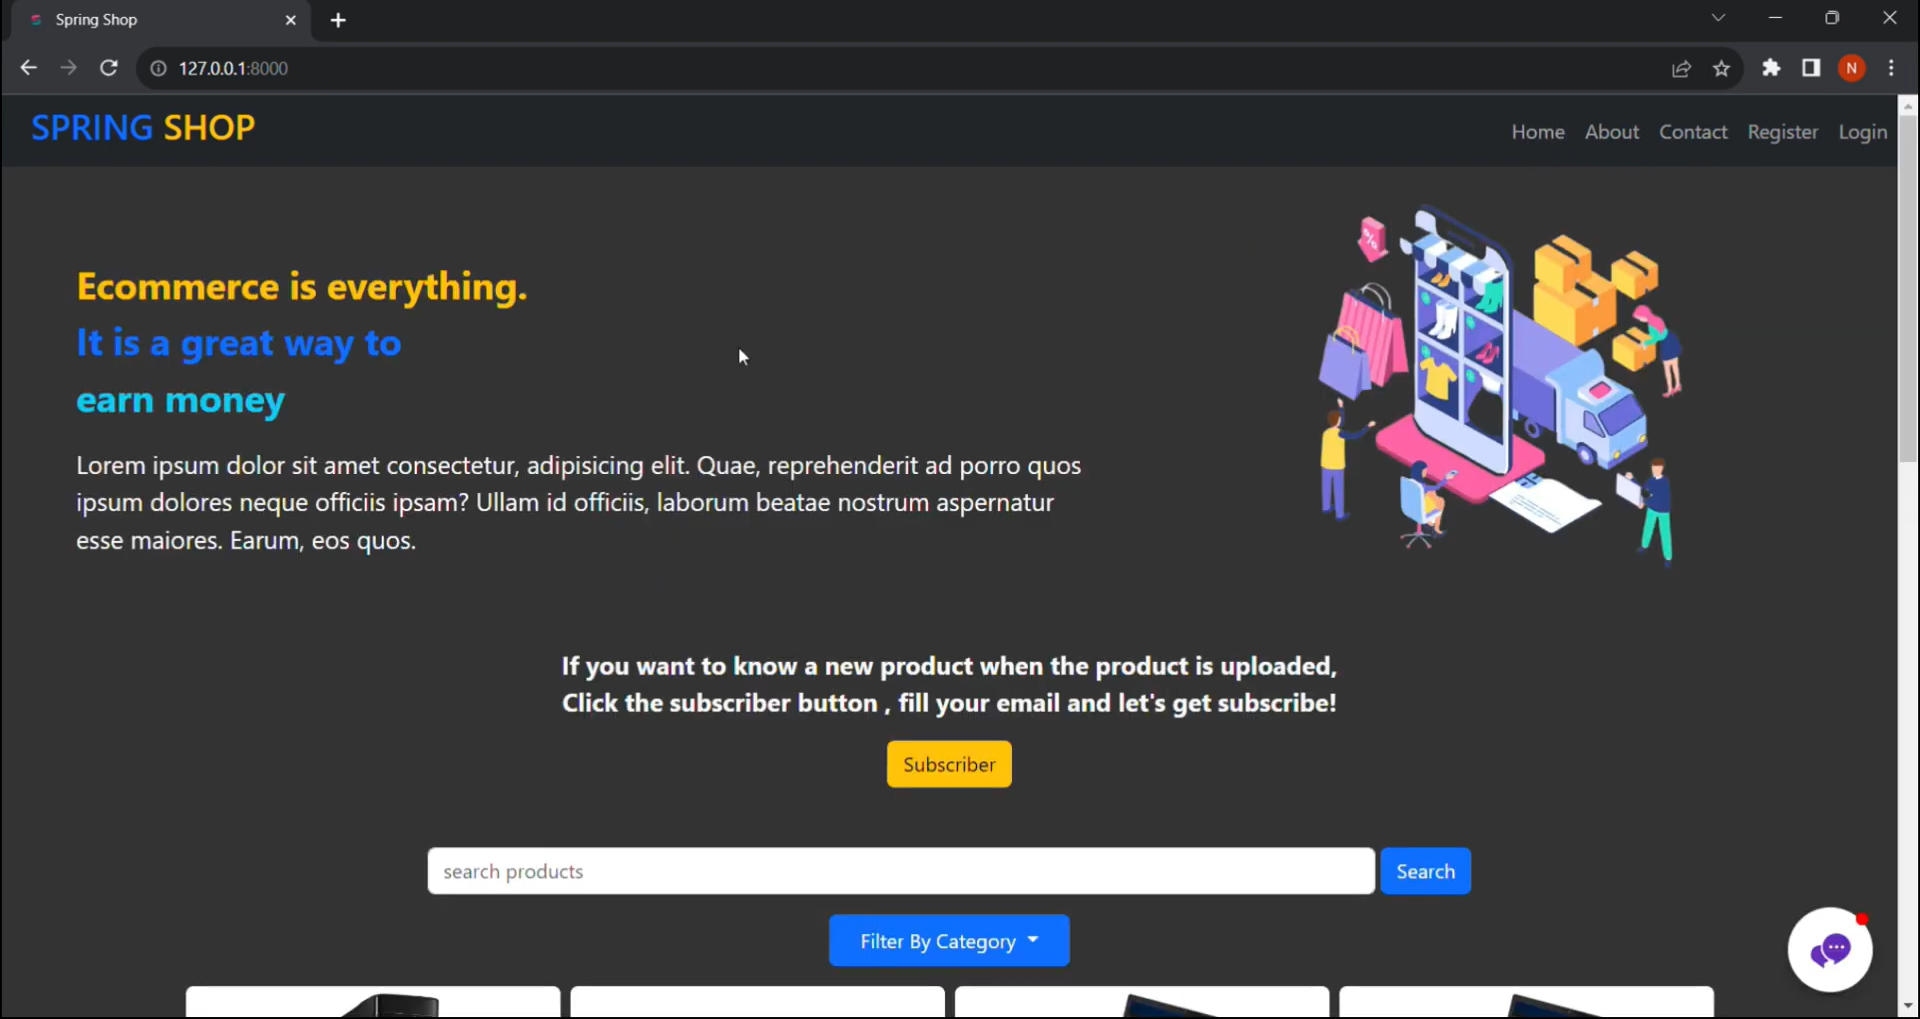 Spring Shop
127.0.0.1:8000
N
SPRING SHOP
Home About Contact Register Login
Ecommerce is everything.
It is a great way to
earn money
Lorem ipsum dolor sit amet consectetur, adipisicing elit. Quae, reprehenderit ad porro quos
ipsum dolores neque officiis ipsam? Ullam id officiis, laborum beatae nostrum aspernatur
esse maiores. Earum, eos quos.
%
If you want to know a new product when the product is uploaded,
Click the subscriber button , fill your email and let's get subscribe!
Subscriber
search products
Search
Filter By Category